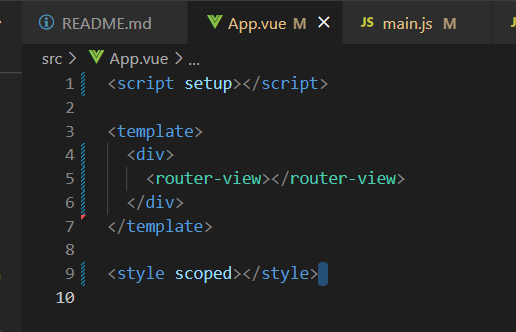 README.md App.vue M main.js M
src > App.vue > ...
1 <script setup></script>
2
3 <template>
4 <div>
5 <router-view></router-view>
6 </div>
7 </template>
8
9 <style scoped></style>
10